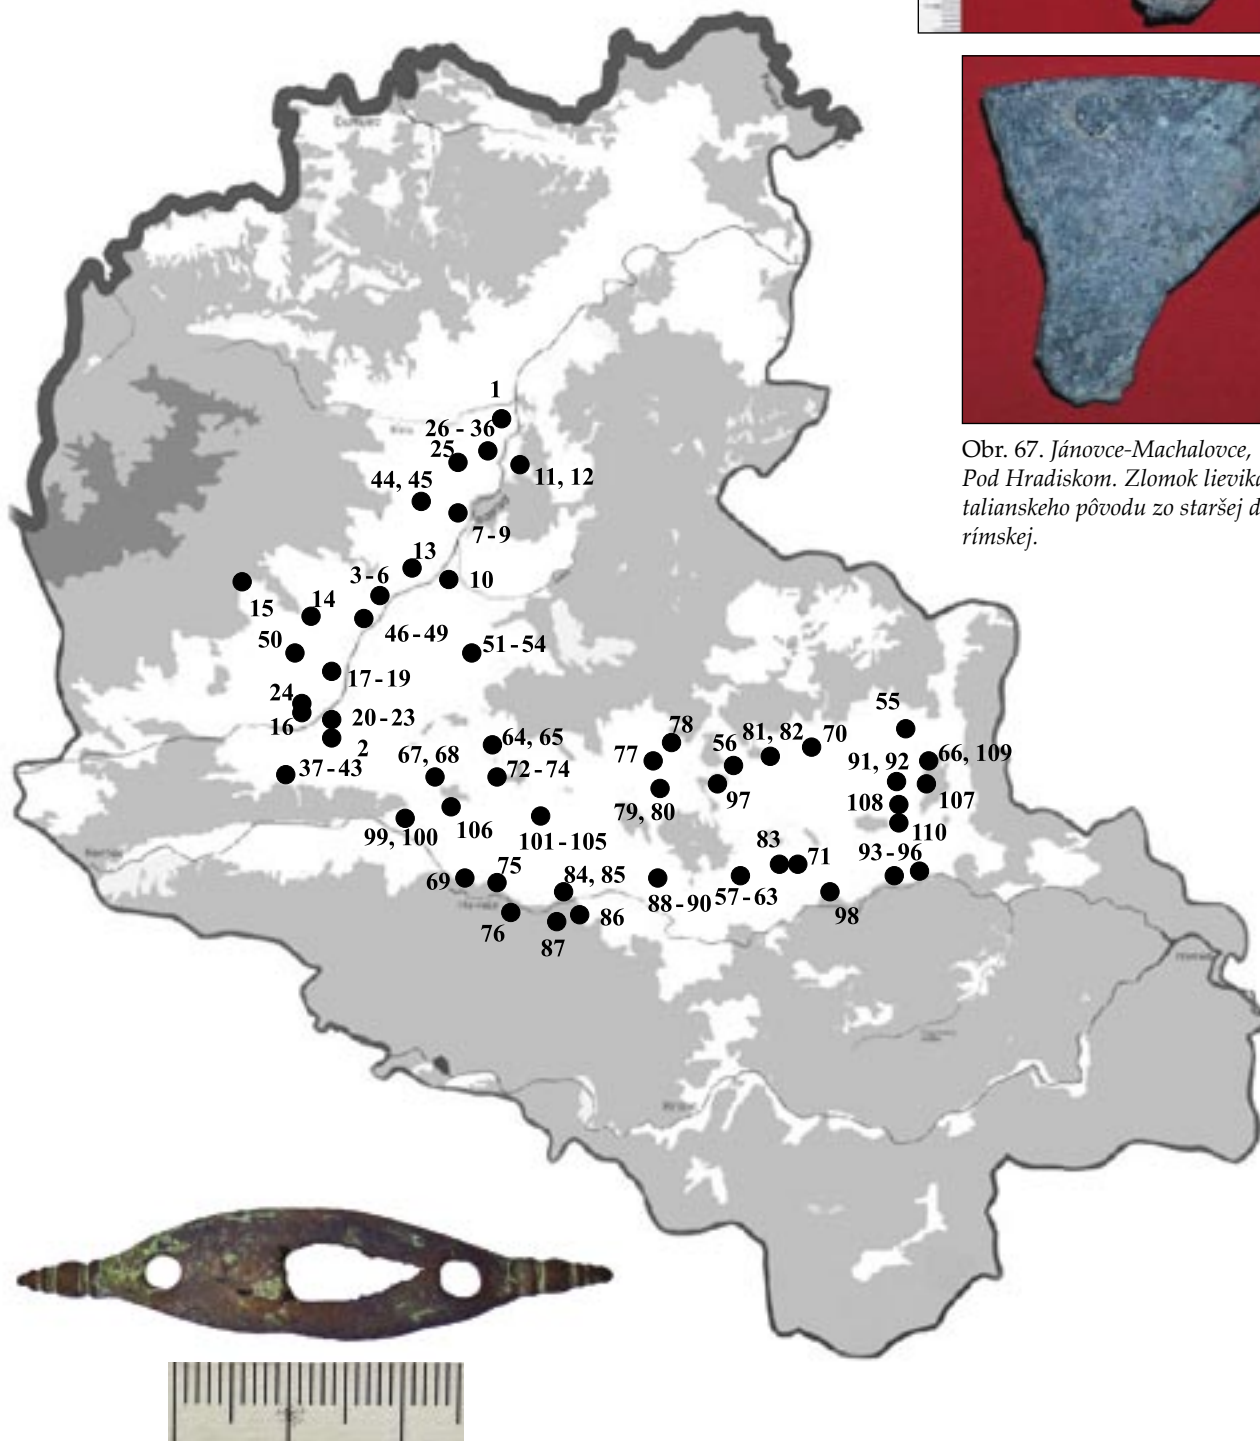 1
26 - 36
25
11, 12
44, 45
7 - 9
13
3 - 6
10
15
14
46 - 49
50
51 - 54
17 - 19
24
16
20 - 23
2
37 - 43
64, 65
67, 68
72 - 74
106
99, 100
101 - 105
69
75
84, 85
76
87
86
78
77
79, 80
56
97
81, 82
70
55
91, 92
66, 109
108
107
110
83
71
93 - 96
88 - 90
57 - 63
98
Obr. 67. Jánovce-Machalovce,
Pod Hradiskom. Zlomok lievika
talianskeho pôvodu zo staršej d
rímskej.